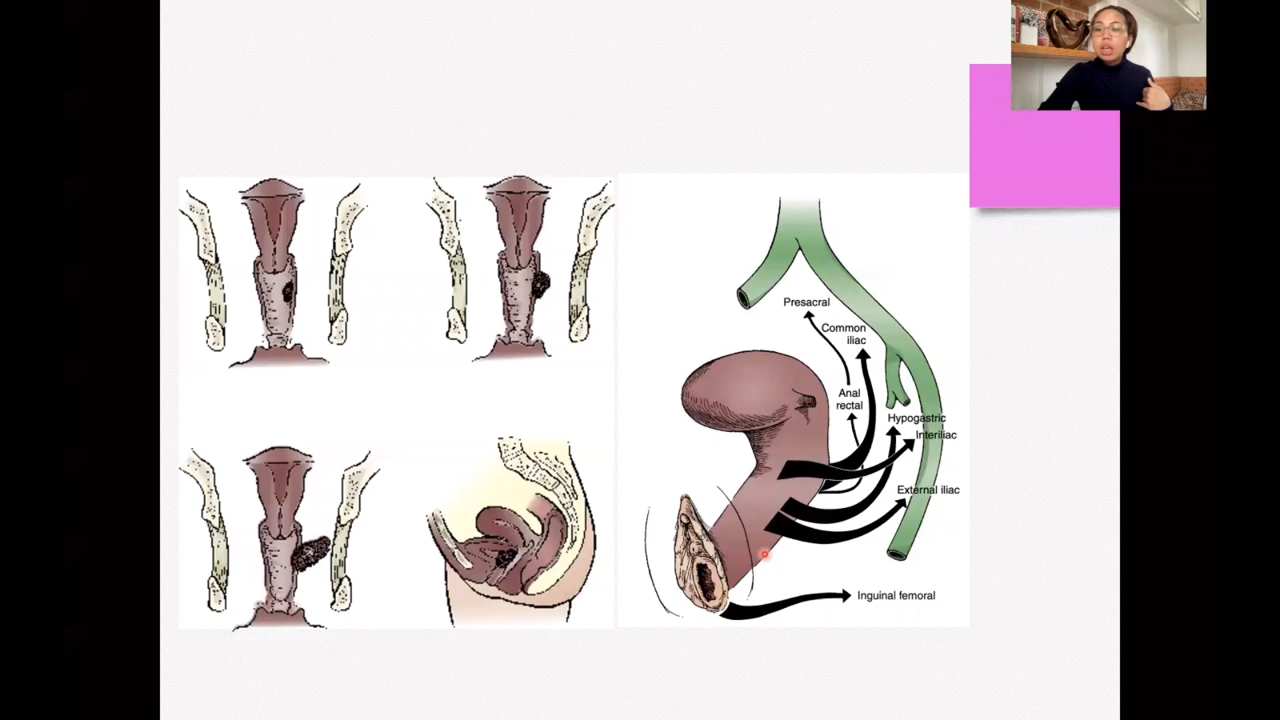 Presacral
Common
iliac
Anal
rectal
Hypogastric
Interiliac
External iliac
Inguinal femoral